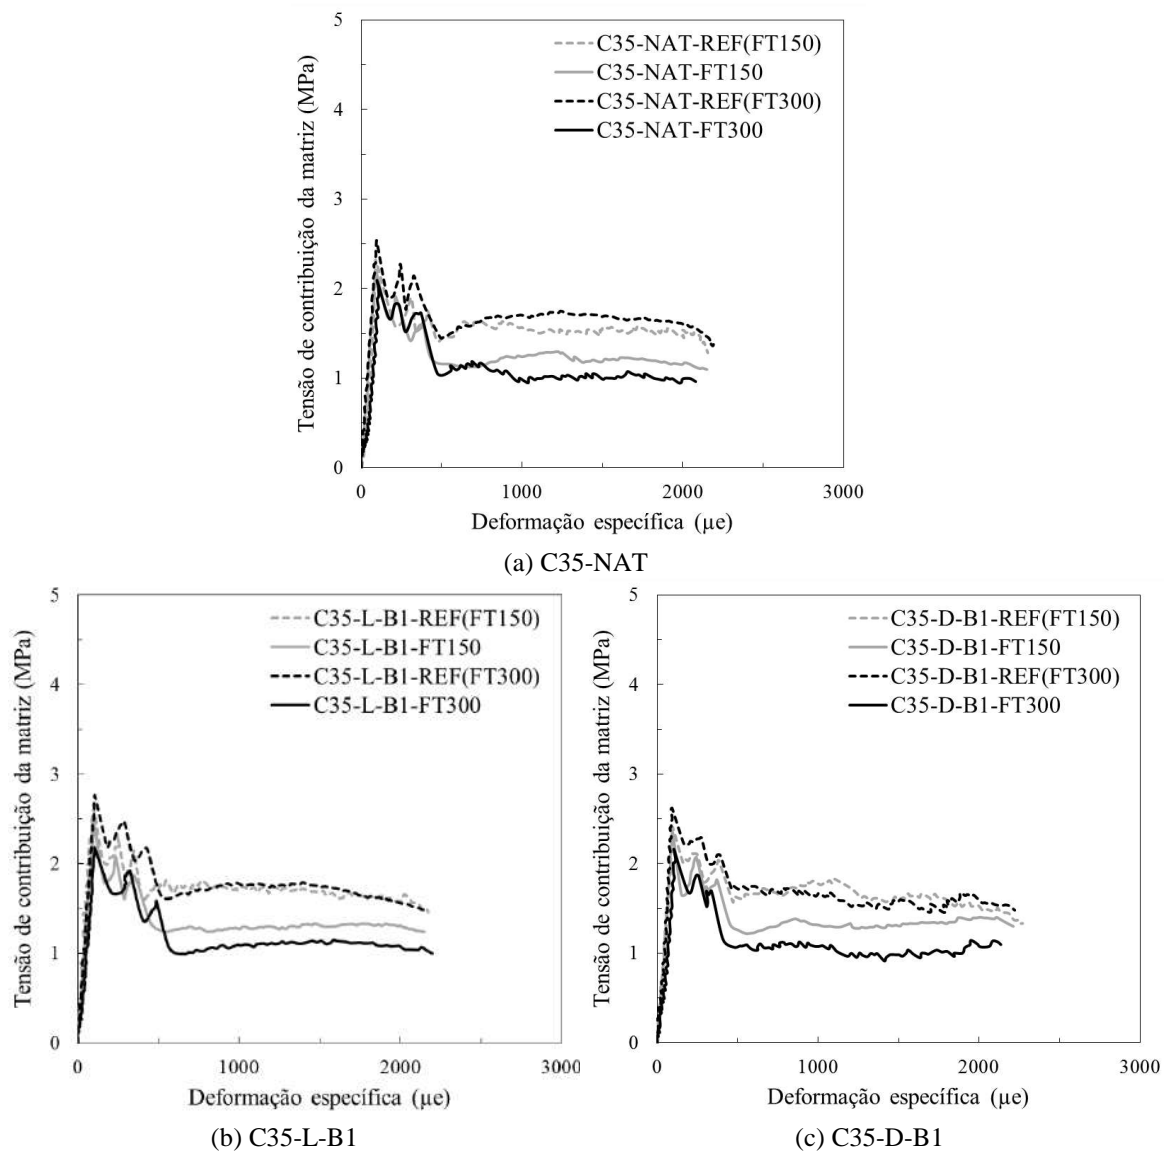 Tensão de contribuição da matriz (MPa)
5
4
3
2
1
0
C35-NAT-REF(FT150)
C35-NAT-FT150
C35-NAT-REF(FT300)
C35-NAT-FT300
0 1000 2000 3000
Deformação específica (µe)
(a) C35-NAT
Tensão de contribuição da matriz (MPa)
5
4
3
2
1
0
C35-L-B1-REF(FT150)
C35-L-B1-FT150
C35-L-B1-REF(FT300)
C35-L-B1-FT300
0 1000 2000 3000
Deformação específica (µe)
(b) C35-L-B1
Tensão de contribuição da matriz (MPa)
5
4
3
2
1
0
C35-D-B1-REF(FT150)
C35-D-B1-FT150
C35-D-B1-REF(FT300)
C35-D-B1-FT300
0 1000 2000 3000
Deformação específica (µe)
(c) C35-D-B1